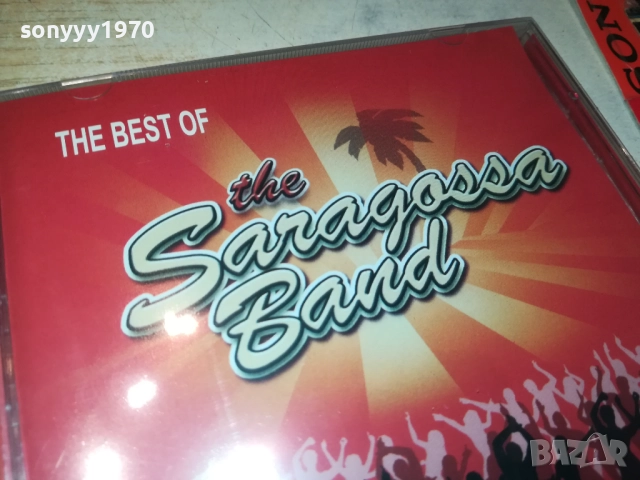 sonyyy1970
THE BEST OF
the
Saragossa
Band
BAZAR